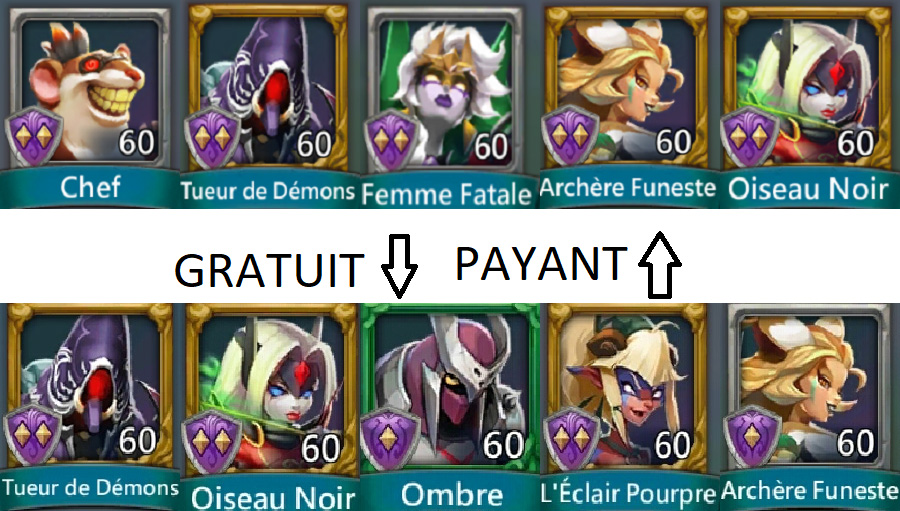 60 60 60 60 60
Chef Tueur de Démons Femme Fatale Archère Funeste Oiseau Noir
GRATUIT PAYANT
60 60 60 60 60
Tueur de Démons Oiseau Noir Ombre L'Éclair Pourpre Archère Funeste